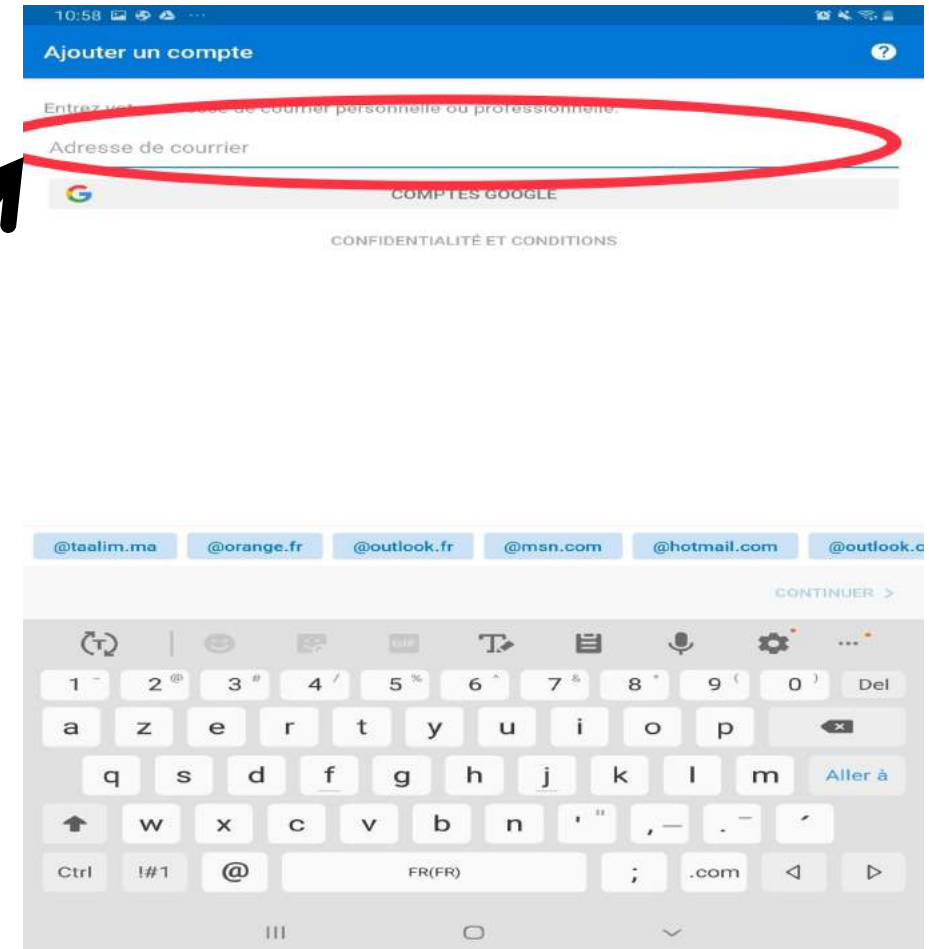 10:58 ...
Ajouter un compte ?
Entrez de courrier personnelle ou professionnelle.
Adresse de courrier
1
G COMPTES GOOGLE
CONFIDENTIALITÉ ET CONDITIONS
@taalim.ma @orange.fr @outlook.fr @msn.com @hotmail.com @outlook.c
CONTINUER >
T GIF T ...
1 - 2 @ 3 # 4 / 5 % 6 ^ 7 & 8 * 9 ( 0 ) Del
a z e r t y u i o p
q s d f g h j k l m Aller à
w x c v b n ' " , — . - ´
Ctrl !#1 @ FR(FR) ; .com